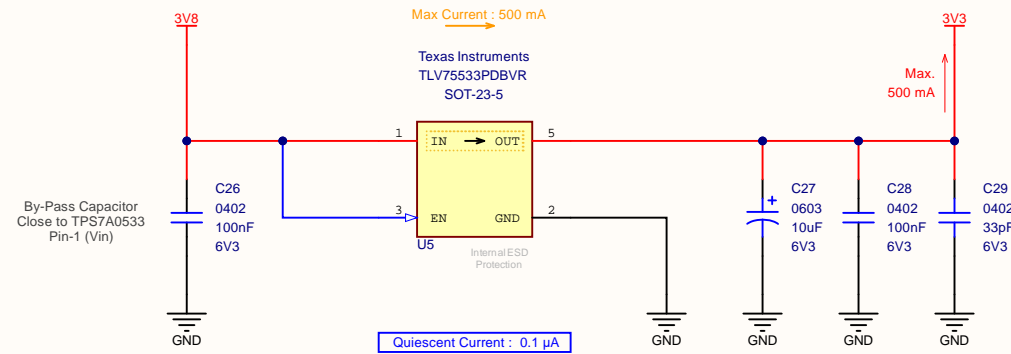 Max Current : 500 mA
3V8
3V3
Texas Instruments
TLV75533PDBVR
SOT-23-5
Max.
500 mA
1
IN
OUT
5
3
EN
GND
2
U5
Internal ESD
Protection
By-Pass Capacitor
Close to TPS7A0533
Pin-1 (Vin)
C26
0402
100nF
6V3
C27
0603
10uF
6V3
C28
0402
100nF
6V3
C29
0402
33pF
6V3
GND
GND
GND
GND
GND
Quiescent Current : 0.1 µA